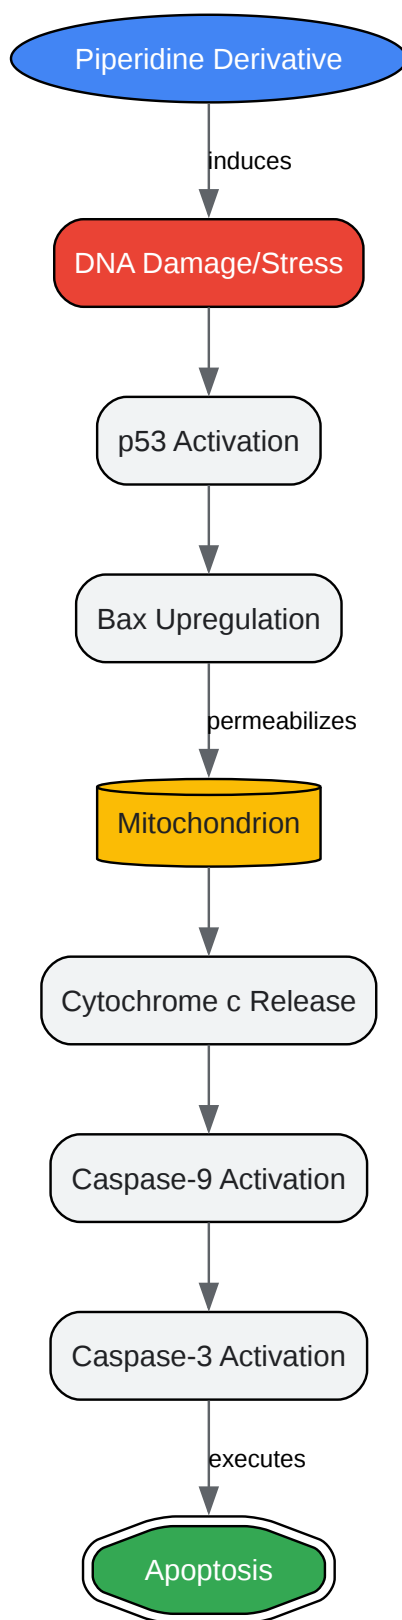 Piperidine Derivative
induces
DNA Damage/Stress
p53 Activation
Bax Upregulation
permeabilizes
Mitochondrion
Cytochrome c Release
Caspase-9 Activation
Caspase-3 Activation
executes
Apoptosis